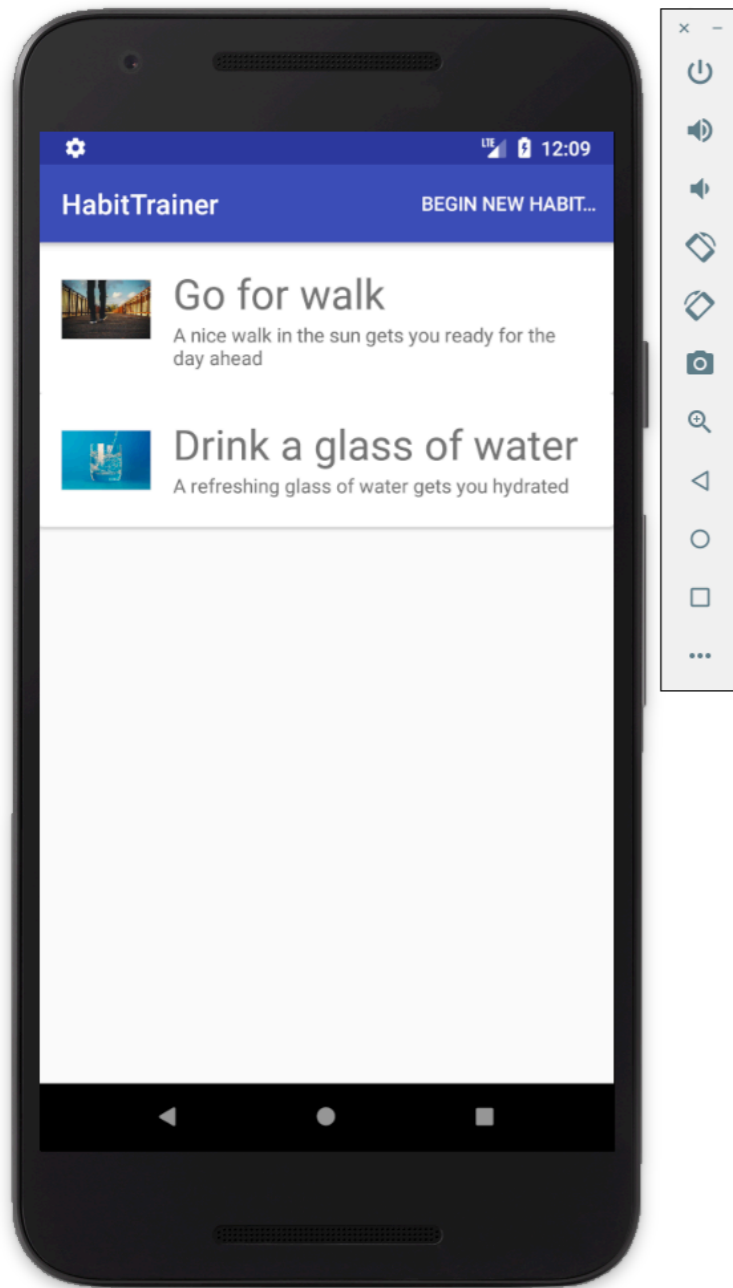 LTE 12:09
HabitTrainer BEGIN NEW HABIT...
Go for walk
A nice walk in the sun gets you ready for the
day ahead
Drink a glass of water
A refreshing glass of water gets you hydrated